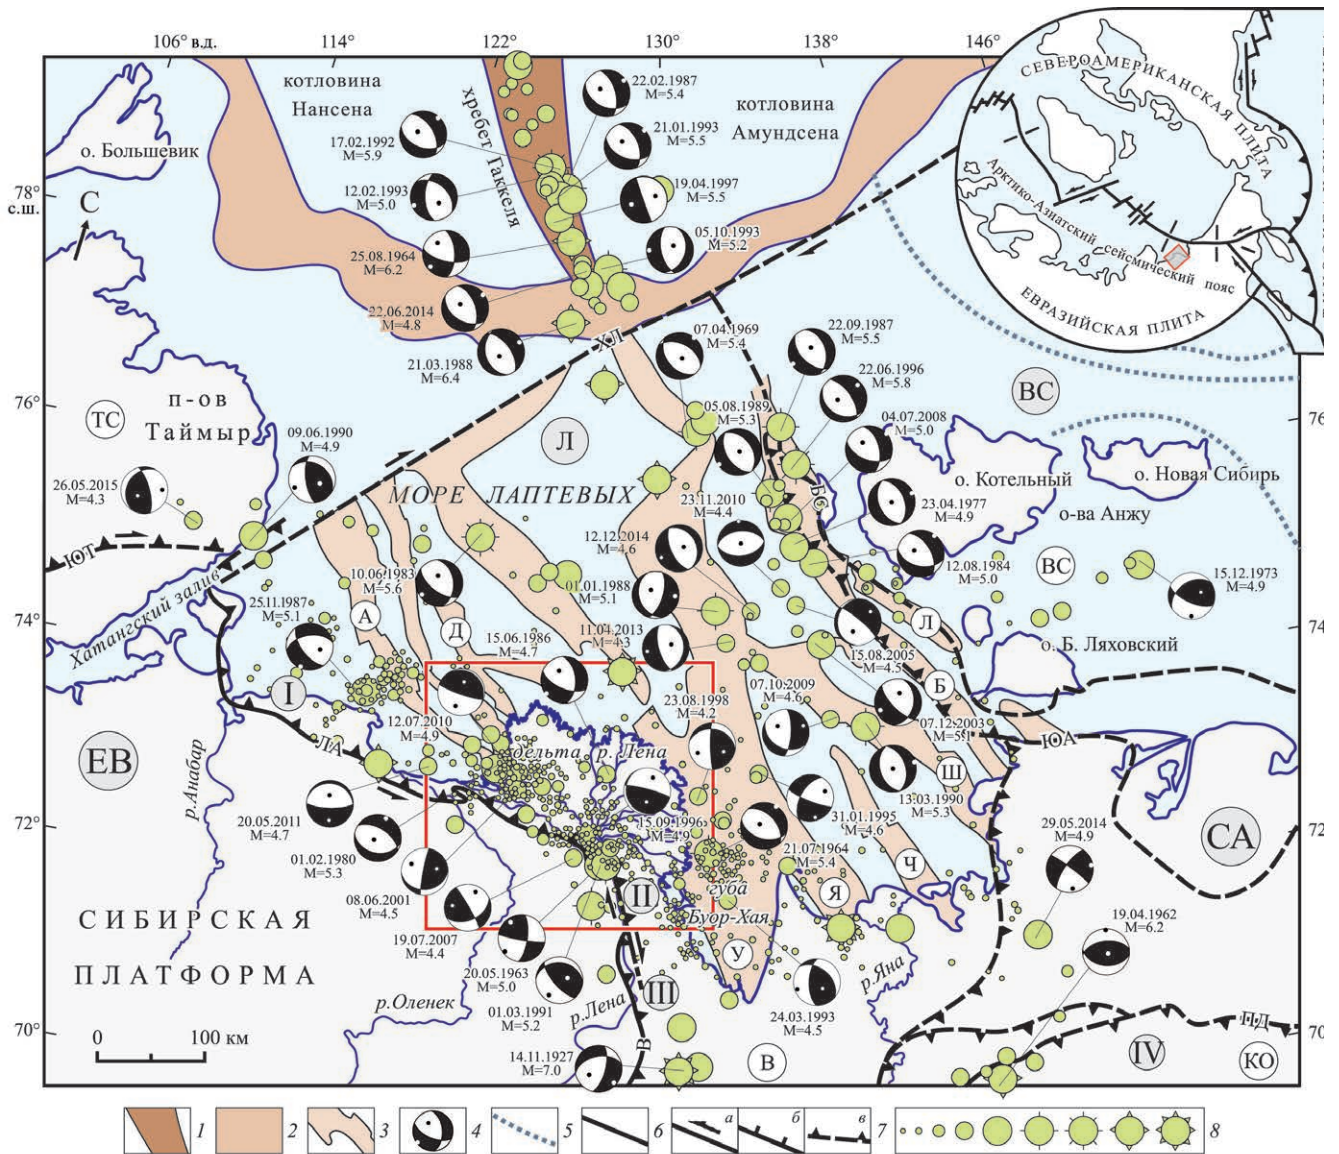 106° в.д.
114°
122°
130°
138°
146°
котловина
Нансена
хребет Гаккеля
котловина
Амундсена
о. Большевик
78°
с.ш.
С
22.02.1987
M=5.4
17.02.1992
M=5.9
21.01.1993
M=5.5
12.02.1993
M=5.0
19.04.1997
M=5.5
25.08.1964
M=6.2
05.10.1993
M=5.2
22.06.2014
M=4.8
21.03.1988
M=6.4
ХЛ
СЕВЕРОАМЕРИКАНСКАЯ ПЛИТА
Арктико-Азиатский сейсмический пояс
ЕВРАЗИЙСКАЯ ПЛИТА
07.04.1969
M=5.4
22.09.1987
M=5.5
22.06.1996
M=5.8
05.08.1989
M=5.3
04.07.2008
M=5.0
76°
76
ВС
ТС
п-ов
Таймыр
Л
МОРЕ ЛАПТЕВЫХ
09.06.1990
M=4.9
26.05.2015
M=4.3
о. Котельный
о. Новая Сибирь
о-ва Анжу
БС
23.11.2010
M=4.4
23.04.1977
M=4.9
12.12.2014
M=4.6
12.08.1984
M=5.0
ВС
15.12.1973
M=4.9
ЮТ
Хатангский залив
10.06.1983
M=5.6
01.01.1988
M=5.1
74°
74
25.11.1987
M=5.1
А
Д
15.06.1986
M=4.7
11.04.2013
M=4.3
15.08.2005
M=4.5
Л
о. Б. Ляховский
I
Б
23.08.1998
M=4.2
07.10.2009
M=4.6
07.12.2003
M=5.1
12.07.2010
M=4.9
ЛА
дельта р. Лена
ЮА
ЕВ
р.Анабар
Ш
13.03.1990
M=5.3
20.05.2011
M=4.7
15.09.1996
M=4.9
31.01.1995
M=4.6
72°
72
01.02.1980
M=5.3
21.07.1964
M=5.4
29.05.2014
M=4.9
СА
08.06.2001
M=4.5
II
губа
Буор-Хая
Я
Ч
СИБИРСКАЯ
ПЛАТФОРМА
19.07.2007
M=4.4
У
19.04.1962
M=6.2
20.05.1963
M=5.0
р.Яна
01.03.1991
M=5.2
р.Оленек
р.Лена
III
24.03.1993
M=4.5
70°
70
0
100 км
14.11.1927
M=7.0
В
В
ПД
IV
КО
1
2
3
4
5
6
а
б
в
7
8